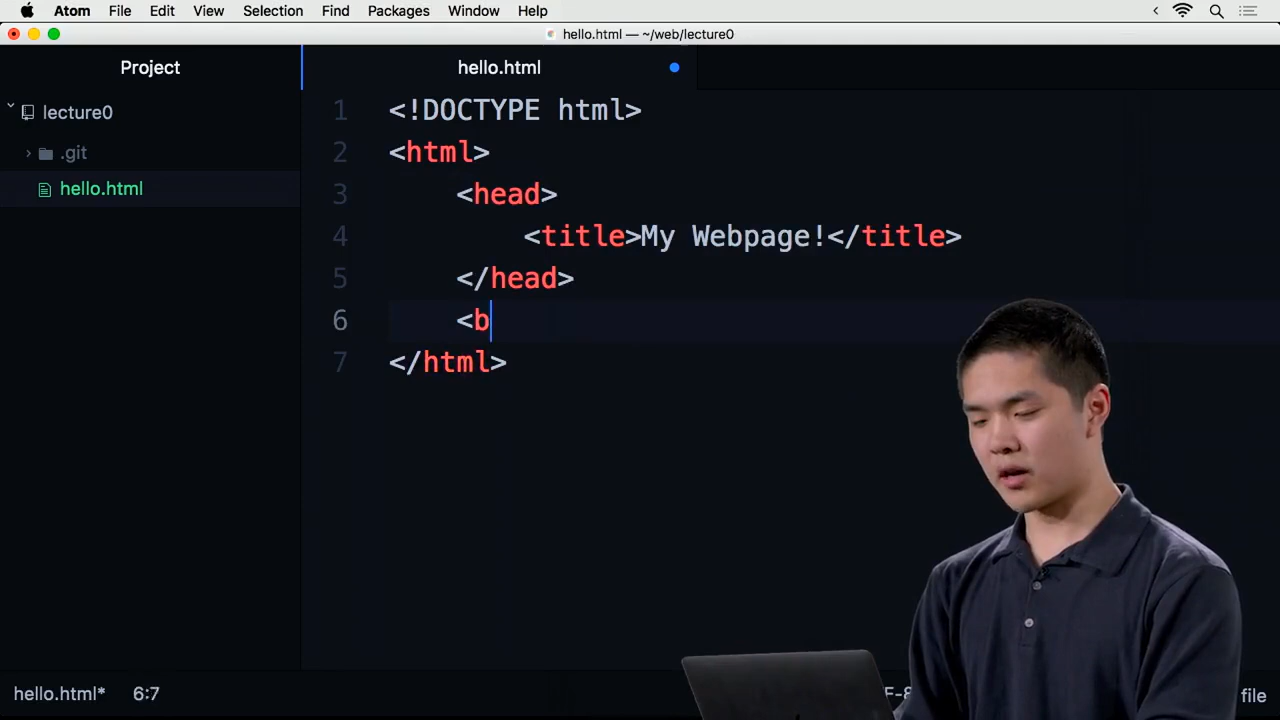 Atom File Edit View Selection Find Packages Window Help
hello.html — ~/web/lecture0
Project
hello.html
lecture0
.git
hello.html
1 <!DOCTYPE html>
2 <html>
3 <head>
4 <title>My Webpage!</title>
5 </head>
6 <b
7 </html>
hello.html* 6:7
F-8
file